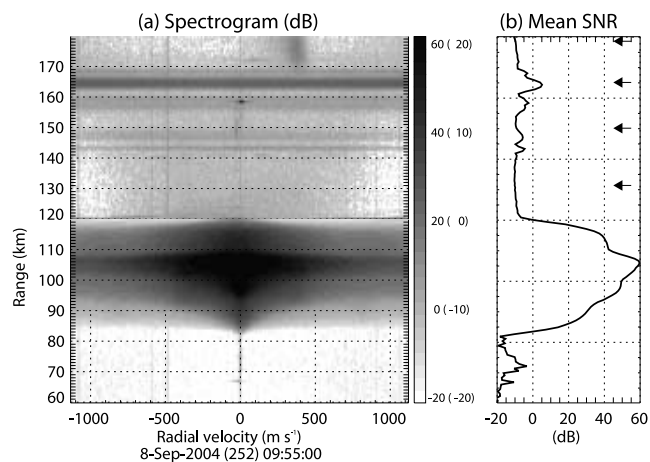 (a) Spectrogram (dB)
(b) Mean SNR
Range (km)
170
160
150
140
130
120
110
100
90
80
70
60
-1000 -500 0 500 1000
Radial velocity (m s⁻¹)
8-Sep-2004 (252) 09:55:00
60 ( 20)
40 ( 10)
20 ( 0)
0 (-10)
-20 (-20)
-20 0 20 40 60
(dB)